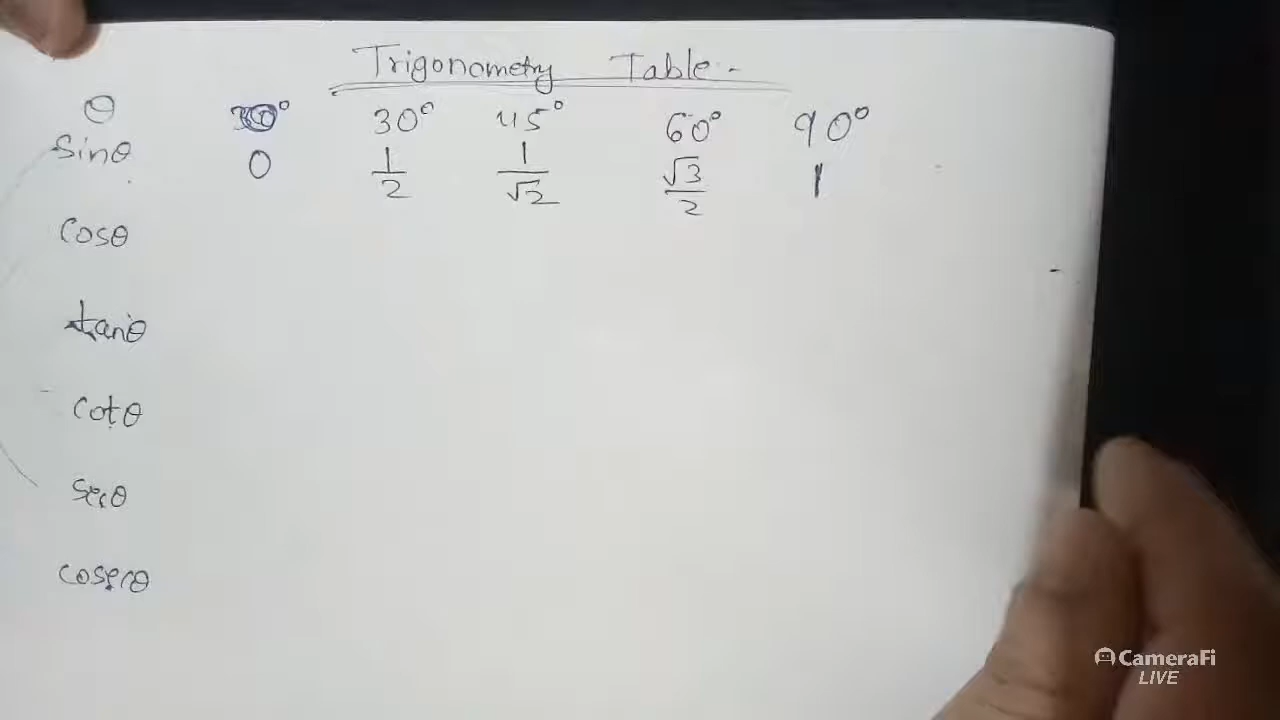 Trigonometry Table :-
θ 0° 30° 45° 60° 90°
sinθ 0 1/2 1/√2 √3/2 1
cosθ
tanθ
cotθ
secθ
cosecθ
CameraFi
LIVE